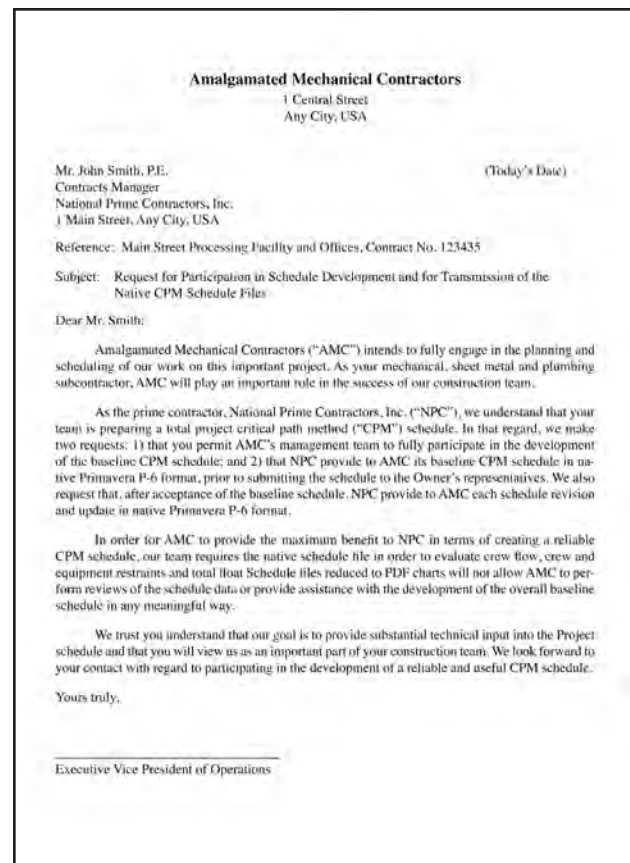 Amalgamated Mechanical Contractors
1 Central Street
Any City, USA
Mr. John Smith, P.E. (Today's Date)
Contracts Manager
National Prime Contractors, Inc.
1 Main Street, Any City, USA
Reference: Main Street Processing Facility and Offices, Contract No. 123435
Subject: Request for Participation in Schedule Development and for Transmission of the
Native CPM Schedule Files
Dear Mr. Smith:
Amalgamated Mechanical Contractors ("AMC") intends to fully engage in the planning and
scheduling of our work on this important project. As your mechanical, sheet metal and plumbing
subcontractor, AMC will play an important role in the success of our construction team.
As the prime contractor, National Prime Contractors, Inc. ("NPC"), we understand that your
team is preparing a total project critical path method ("CPM") schedule. In that regard, we make
two requests: 1) that you permit AMC's management team to fully participate in the development
of the baseline CPM schedule; and 2) that NPC provide to AMC its baseline CPM schedule in na-
tive Primavera P-6 format, prior to submitting the schedule to the Owner's representatives. We also
request that, after acceptance of the baseline schedule, NPC provide to AMC each schedule revision
and update in native Primavera P-6 format.
In order for AMC to provide the maximum benefit to NPC in terms of creating a reliable
CPM schedule, our team requires the native schedule file in order to evaluate crew flow, crew and
equipment restraints and total float Schedule files reduced to PDF charts will not allow AMC to per-
form reviews of the schedule data or provide assistance with the development of the overall baseline
schedule in any meaningful way.
We trust you understand that our goal is to provide substantial technical input into the Project
schedule and that you will view us as an important part of your construction team. We look forward to
your contact with regard to participating in the development of a reliable and useful CPM schedule.
Yours truly,
Executive Vice President of Operations